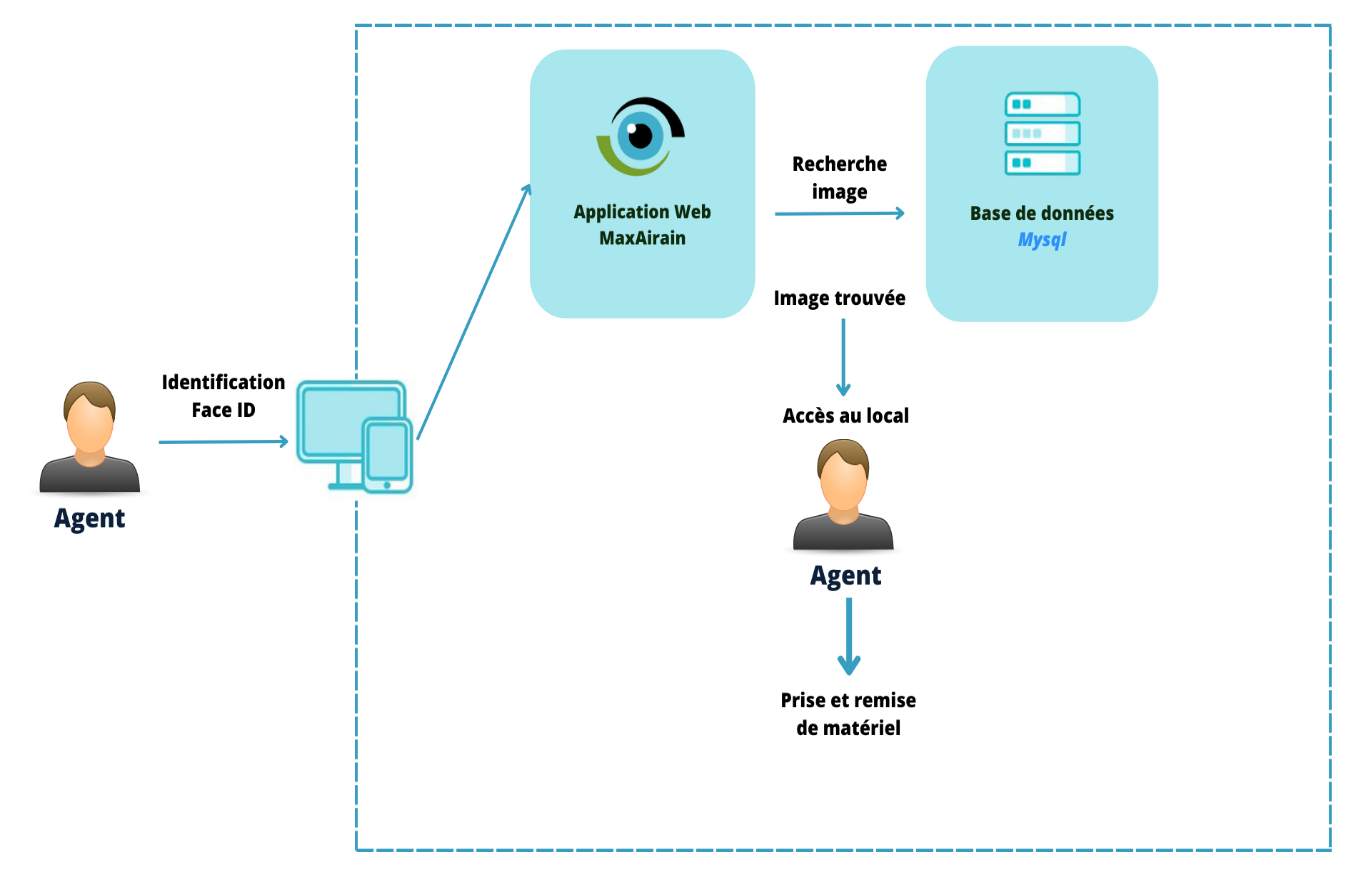 Application Web
MaxAirain
Recherche
image
Base de données
Mysql
Image trouvée
Identification
Face ID
Agent
Accès au local
Agent
Prise et remise
de matériel